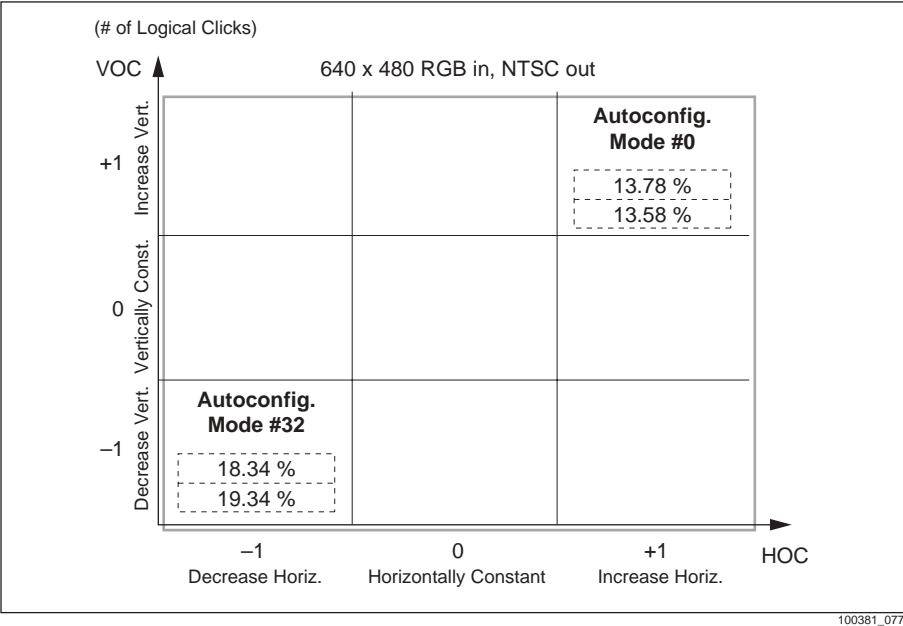 (# of Logical Clicks)
VOC
640 x 480 RGB in, NTSC out
+1
Increase Vert.
Autoconfig.
Mode #0
13.78 %
13.58 %
0
Vertically Const.
–1
Decrease Vert.
Autoconfig.
Mode #32
18.34 %
19.34 %
–1
0
+1
HOC
Decrease Horiz.
Horizontally Constant
Increase Horiz.
100381_077